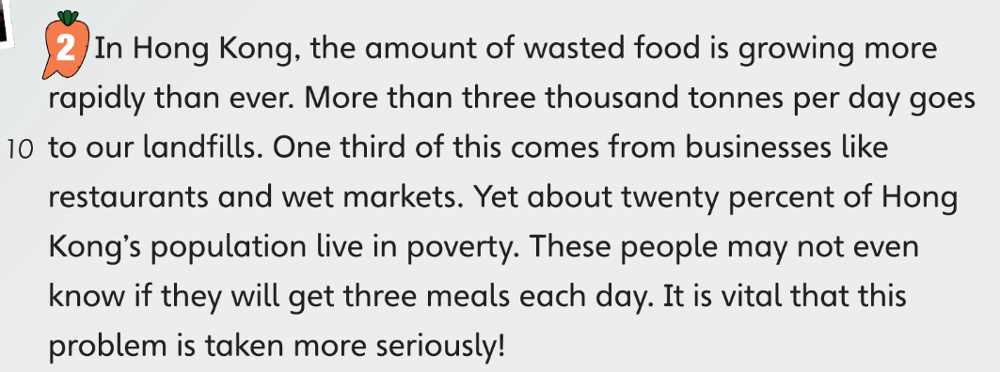 2 In Hong Kong, the amount of wasted food is growing more
rapidly than ever. More than three thousand tonnes per day goes
10 to our landfills. One third of this comes from businesses like
restaurants and wet markets. Yet about twenty percent of Hong
Kong's population live in poverty. These people may not even
know if they will get three meals each day. It is vital that this
problem is taken more seriously!